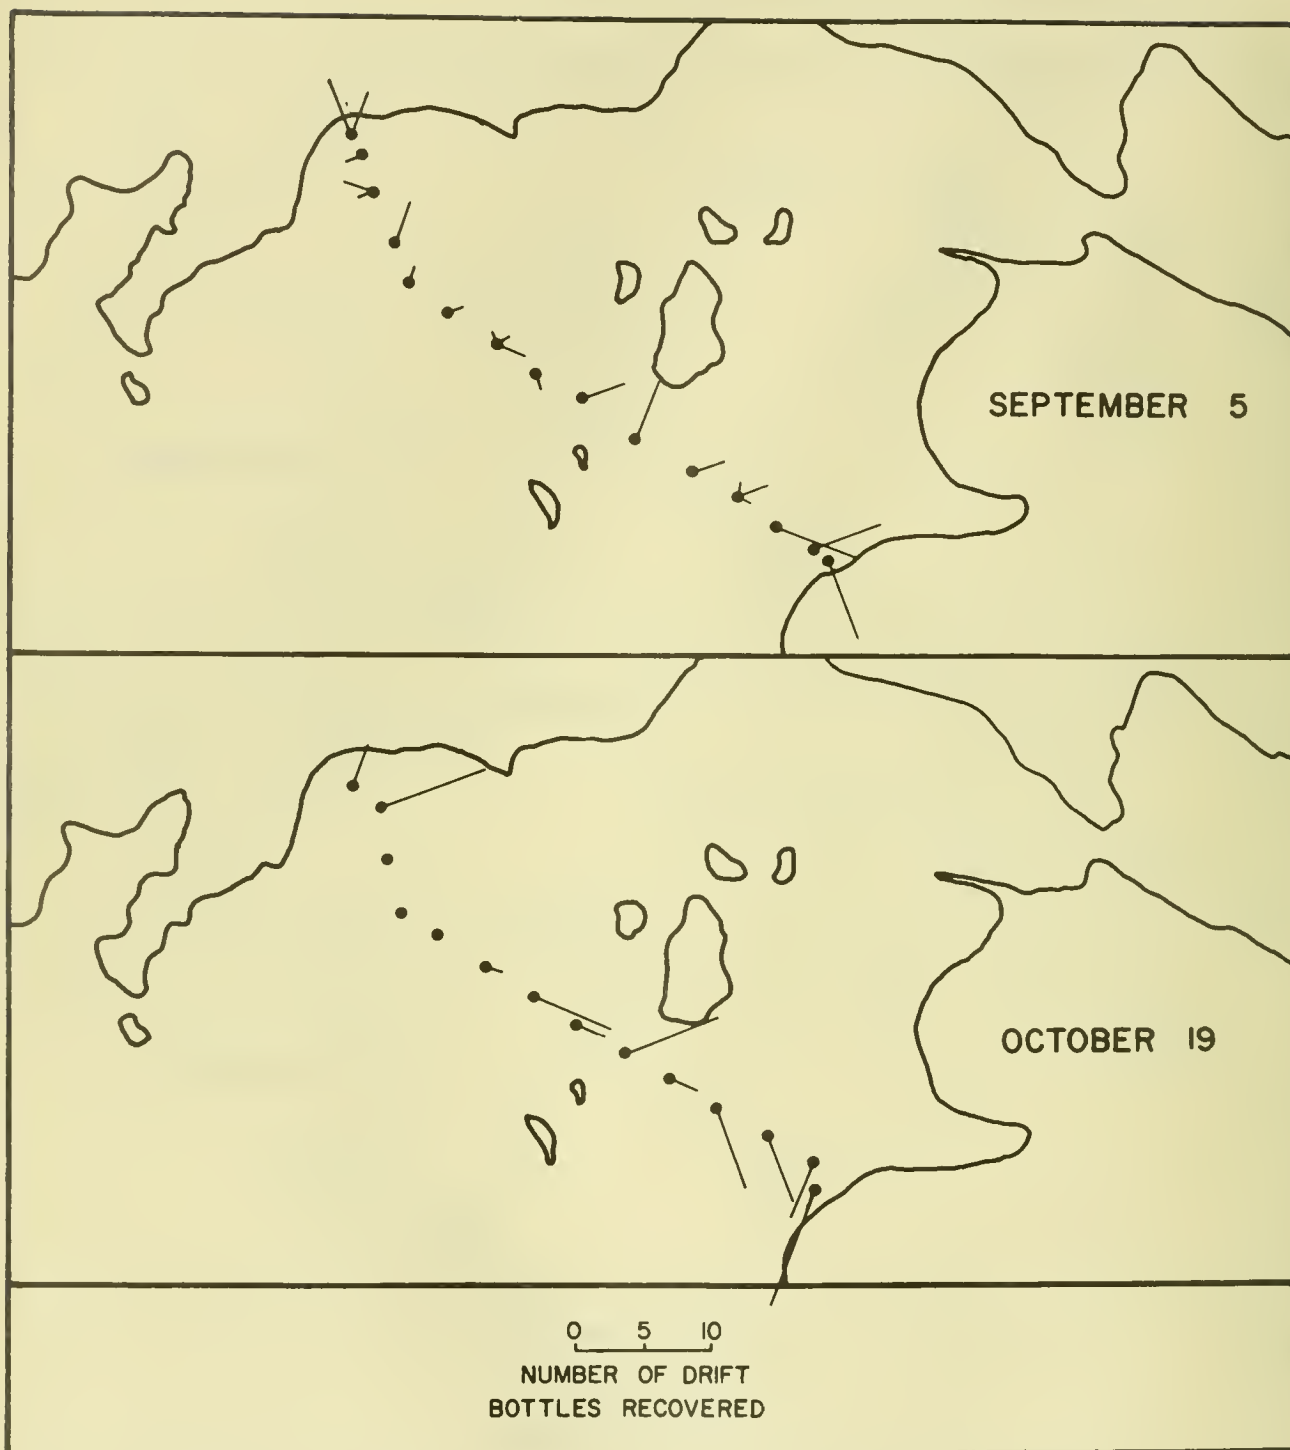 SEPTEMBER 5
OCTOBER 19
0 5 10
NUMBER OF DRIFT
BOTTLES RECOVERED